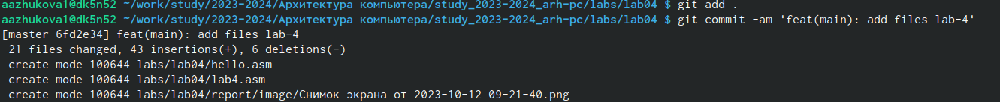 aazhukova1@dk5n52 ~/work/study/2023-2024/Архитектура компьютера/study_2023-2024_arh-pc/labs/lab04 $ git add .
aazhukova1@dk5n52 ~/work/study/2023-2024/Архитектура компьютера/study_2023-2024_arh-pc/labs/lab04 $ git commit -am 'feat(main): add files lab-4'
[master 6fd2e34] feat(main): add files lab-4
 21 files changed, 43 insertions(+), 6 deletions(-)
 create mode 100644 labs/lab04/hello.asm
 create mode 100644 labs/lab04/lab4.asm
 create mode 100644 labs/lab04/report/image/Снимок экрана от 2023-10-12 09-21-40.png